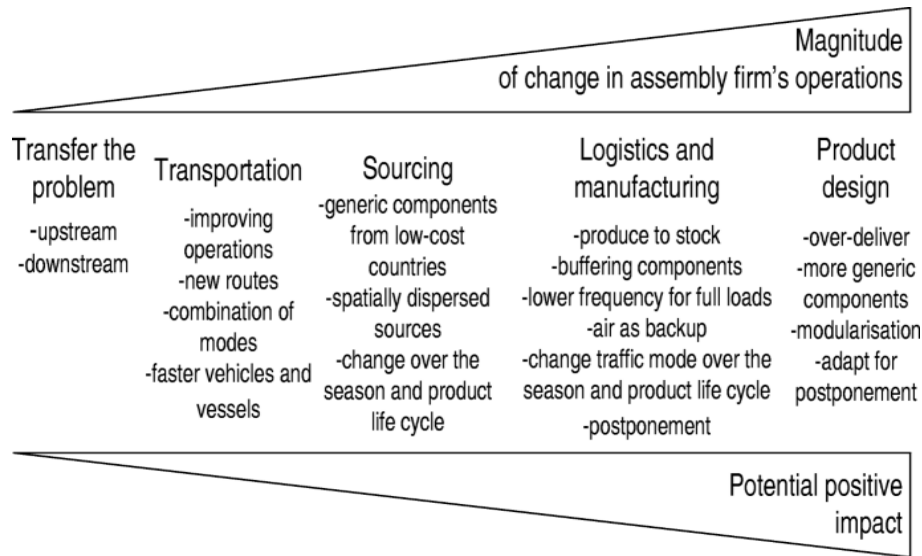 Magnitude
of change in assembly firm's operations
Transfer the
problem
-upstream
-downstream
Transportation
-improving
operations
-new routes
-combination of
modes
-faster vehicles and
vessels
Sourcing
-generic components
from low-cost
countries
-spatially dispersed
sources
-change over the
season and product
life cycle
Logistics and
manufacturing
-produce to stock
-buffering components
-lower frequency for full loads
-air as backup
-change traffic mode over the
season and product life cycle
-postponement
Product
design
-over-deliver
-more generic
components
-modularisation
-adapt for
postponement
Potential positive
impact